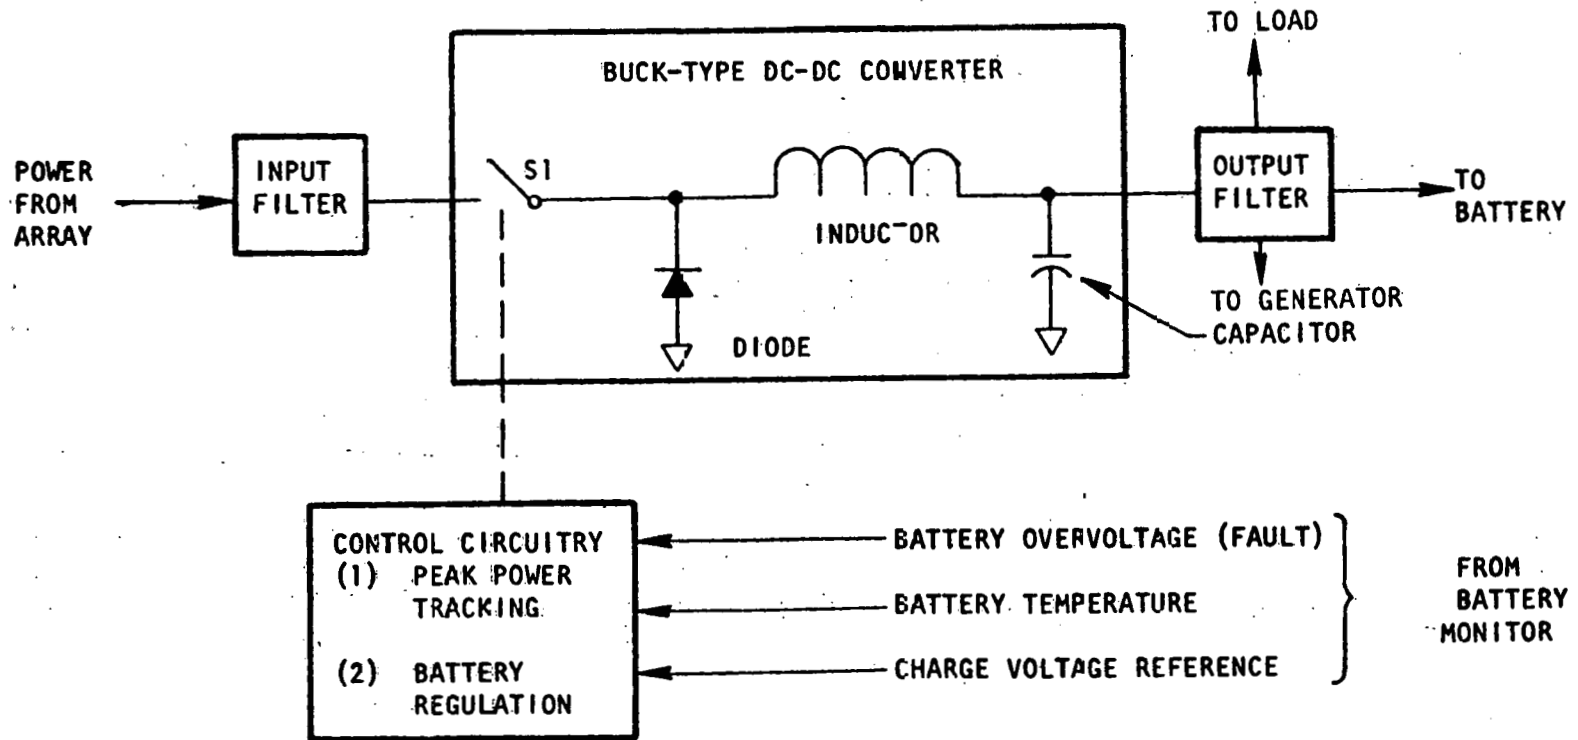 TO LOAD
BUCK-TYPE DC-DC CONVERTER
POWER
FROM
ARRAY
INPUT
FILTER
S1
INDUC-OR
DIODE
OUTPUT
FILTER
TO
BATTERY
TO GENERATOR
CAPACITOR
CONTROL CIRCUITRY
(1) PEAK POWER
TRACKING
(2) BATTERY
REGULATION
BATTERY OVERVOLTAGE (FAULT)
BATTERY TEMPERATURE
CHARGE VOLTAGE REFERENCE
FROM
BATTERY
MONITOR